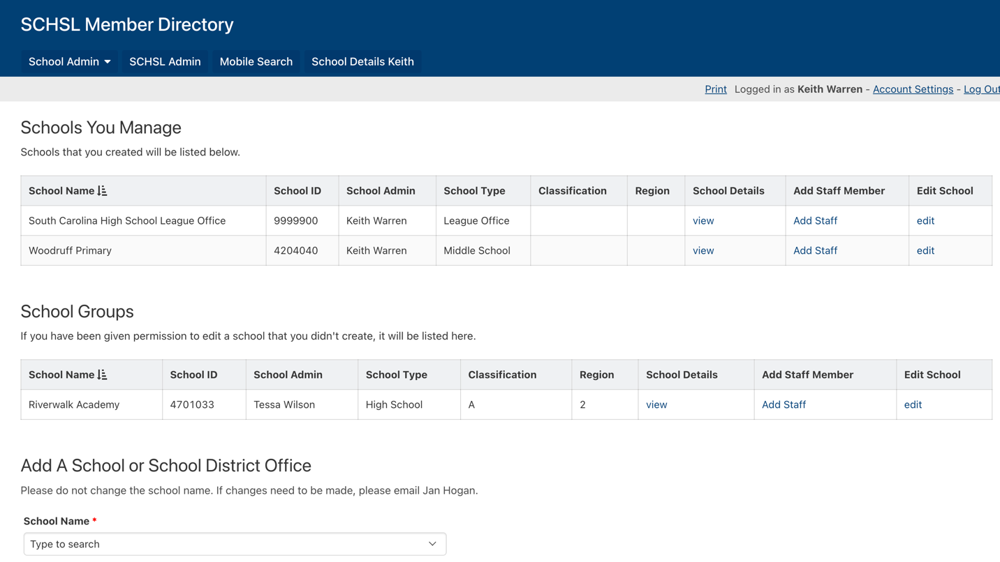 SCHSL Member Directory
School Admin SCHSL Admin Mobile Search School Details Keith
Print Logged in as Keith Warren - Account Settings - Log Out
Schools You Manage
Schools that you created will be listed below.
School Name School ID School Admin School Type Classification Region School Details Add Staff Member Edit School
South Carolina High School League Office 9999900 Keith Warren League Office view Add Staff edit
Woodruff Primary 4204040 Keith Warren Middle School view Add Staff edit
School Groups
If you have been given permission to edit a school that you didn't create, it will be listed here.
School Name School ID School Admin School Type Classification Region School Details Add Staff Member Edit School
Riverwalk Academy 4701033 Tessa Wilson High School A 2 view Add Staff edit
Add A School or School District Office
Please do not change the school name. If changes need to be made, please email Jan Hogan.
School Name *
Type to search